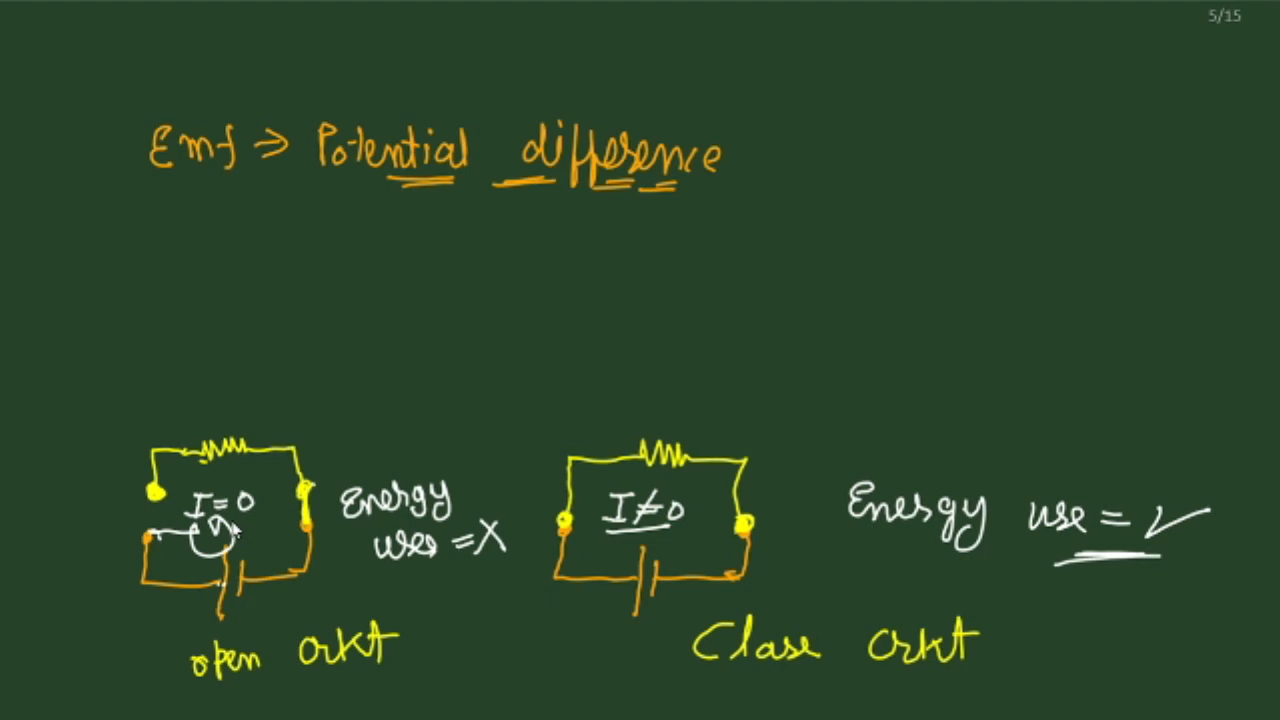 5/15
Emf ⇒ Potential difference
I = 0
Energy
use = X
I ≠ 0
Energy use = ✓
open crkt
Close crkt